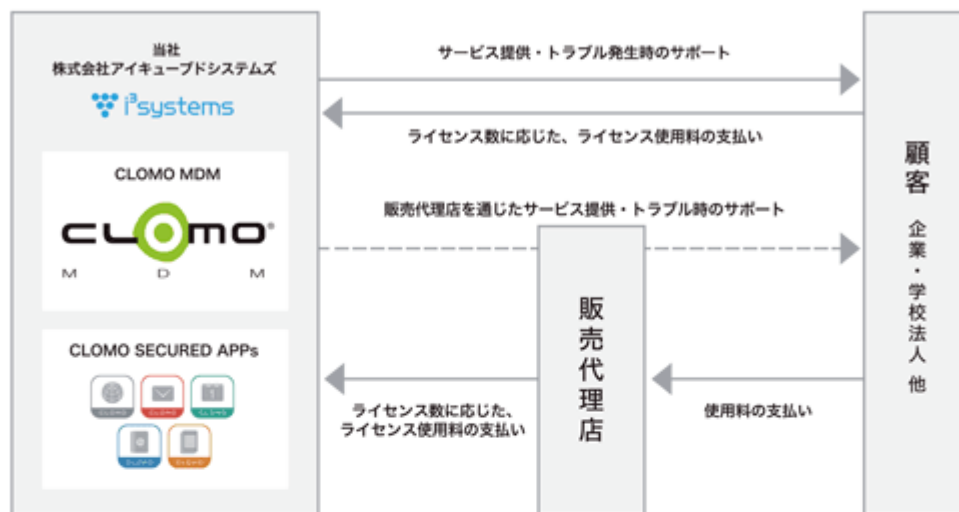 当社
株式会社アイキューブドシステムズ
i³systems
CLOMO MDM
CLOMO®
M D M
CLOMO SECURED APPs
1
CLOMO
CLOMO
CLOMO
CLOMO
CLOMO
サービス提供・トラブル発生時のサポート
ライセンス数に応じた、ライセンス使用料の支払い
販売代理店を通じたサービス提供・トラブル時のサポート
販売代理店
ライセンス数に応じた、
ライセンス使用料の支払い
使用料の支払い
顧客 企業・学校法人 他